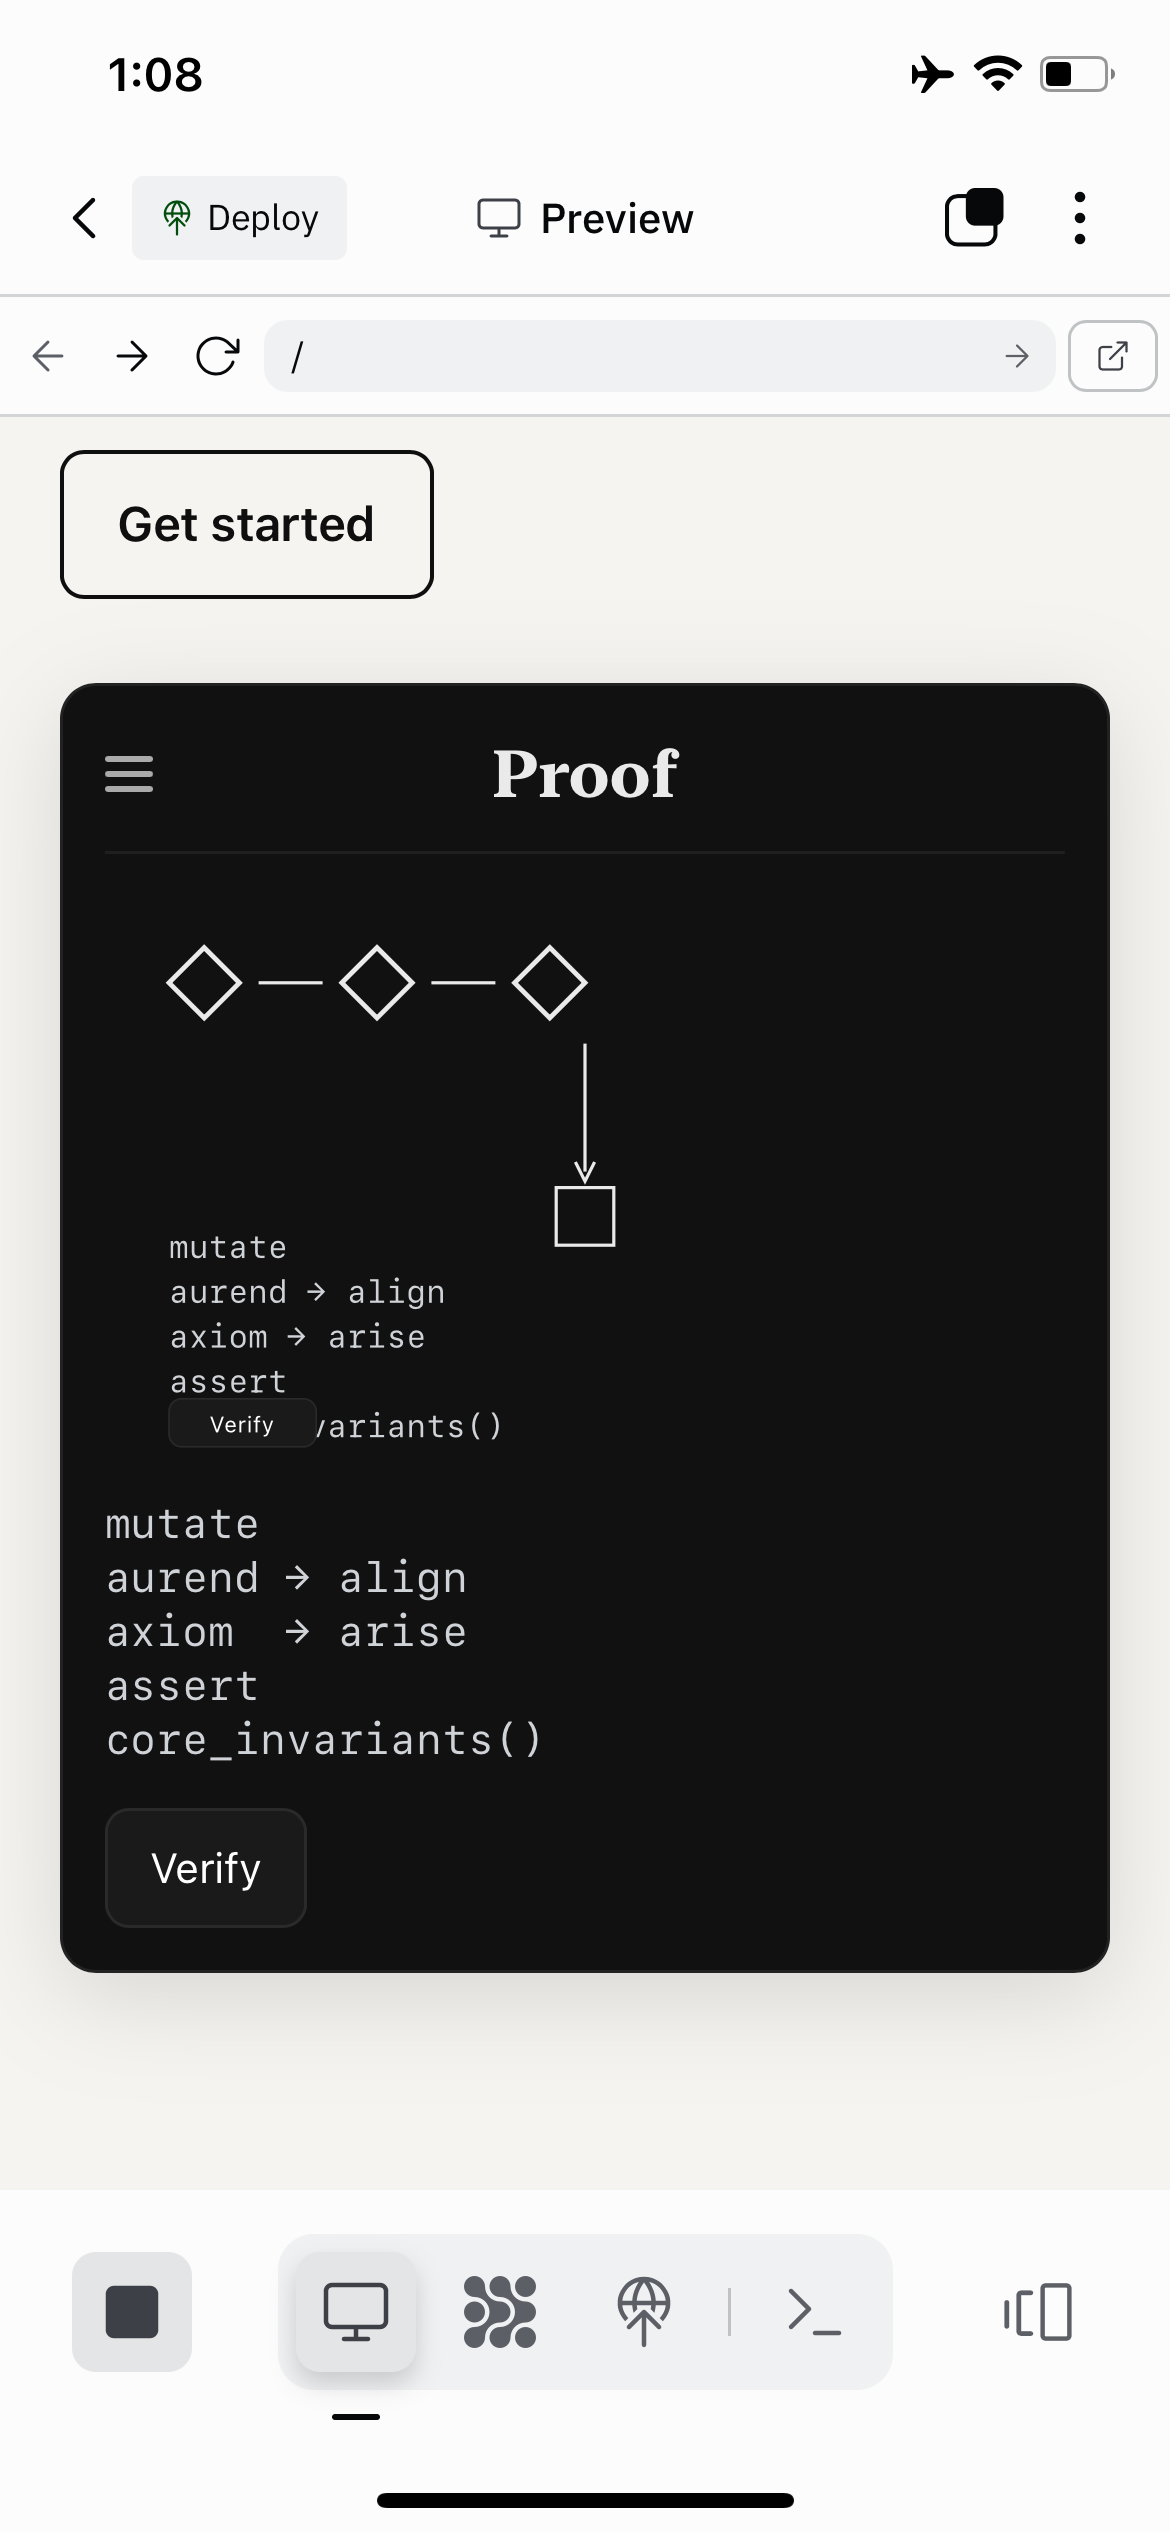 1:08
Deploy
Preview
/
Get started
Proof
mutate
aurend → align
axiom → arise
assert
Verify variants()
mutate
aurend → align
axiom  → arise
assert
core_invariants()
Verify